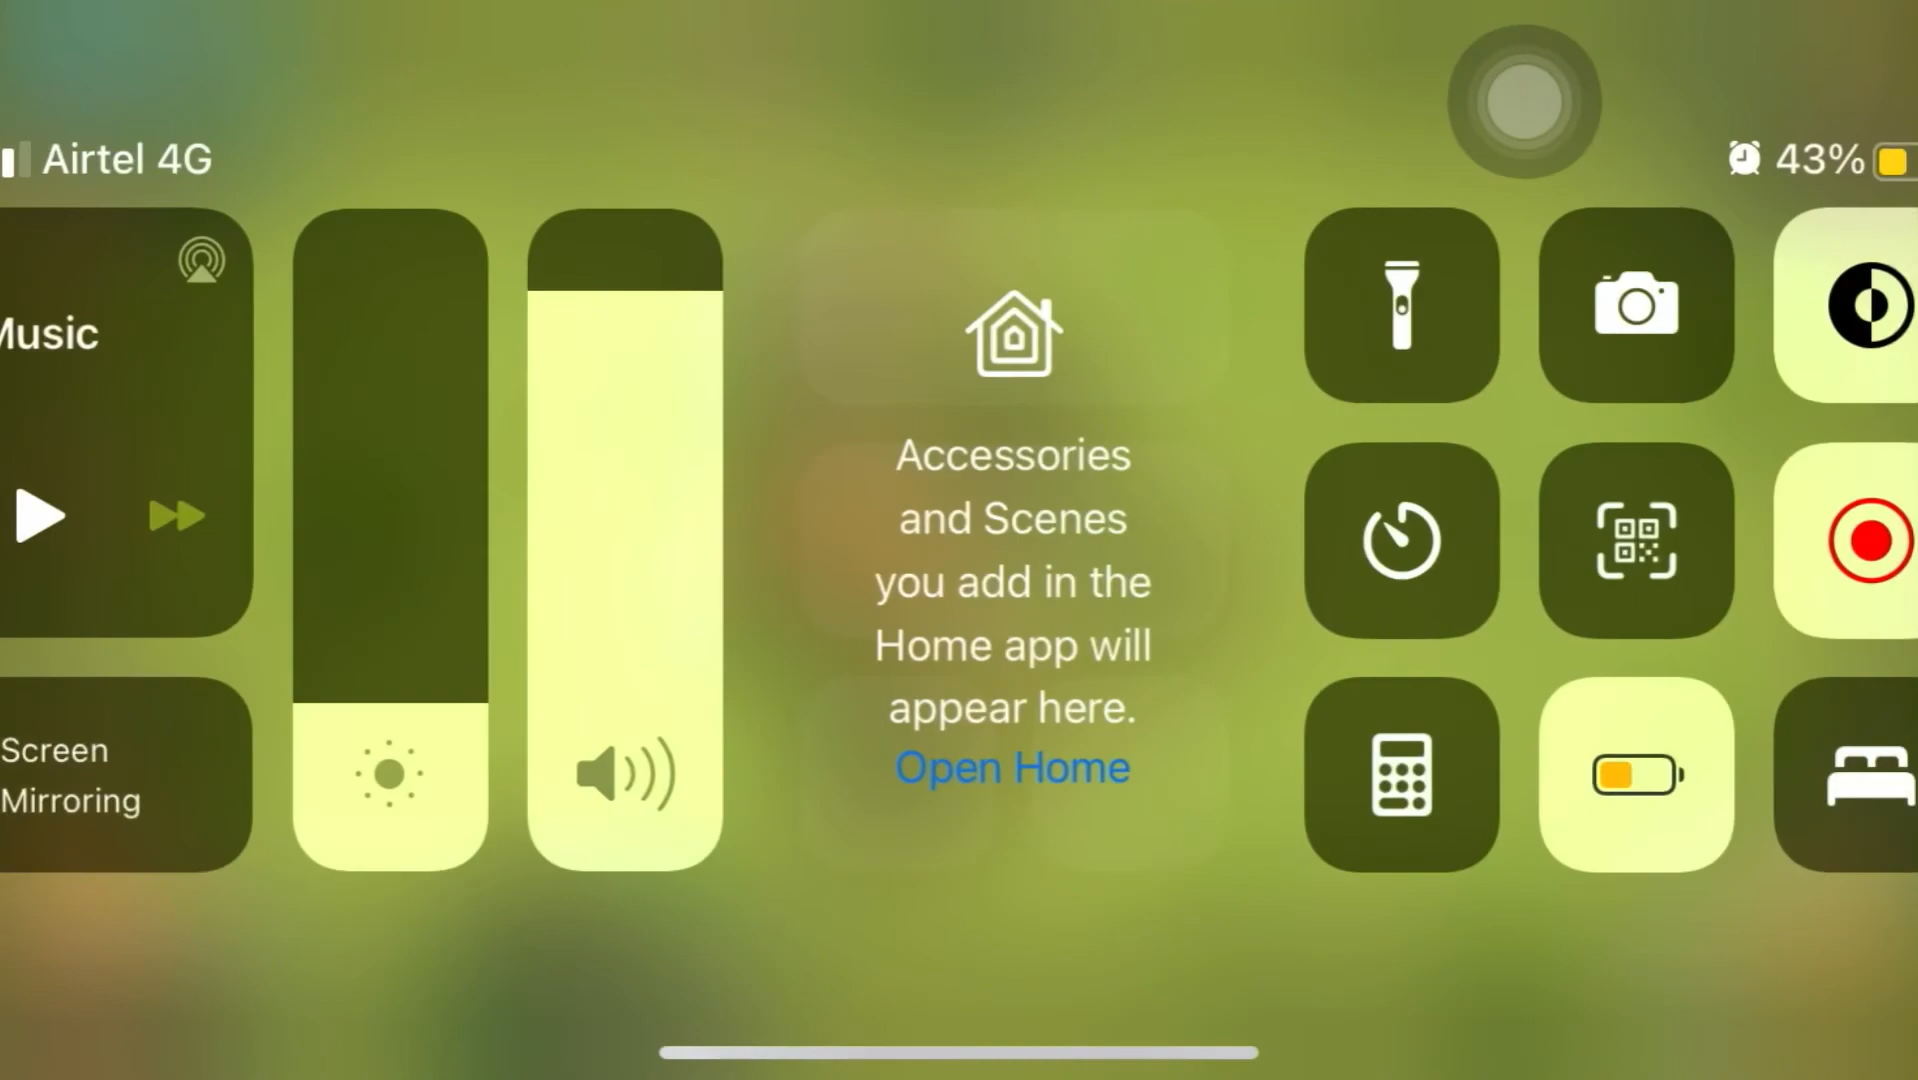 Airtel 4G
43%
Music
Accessories
and Scenes
you add in the
Home app will
appear here.
Open Home
Screen
Mirroring